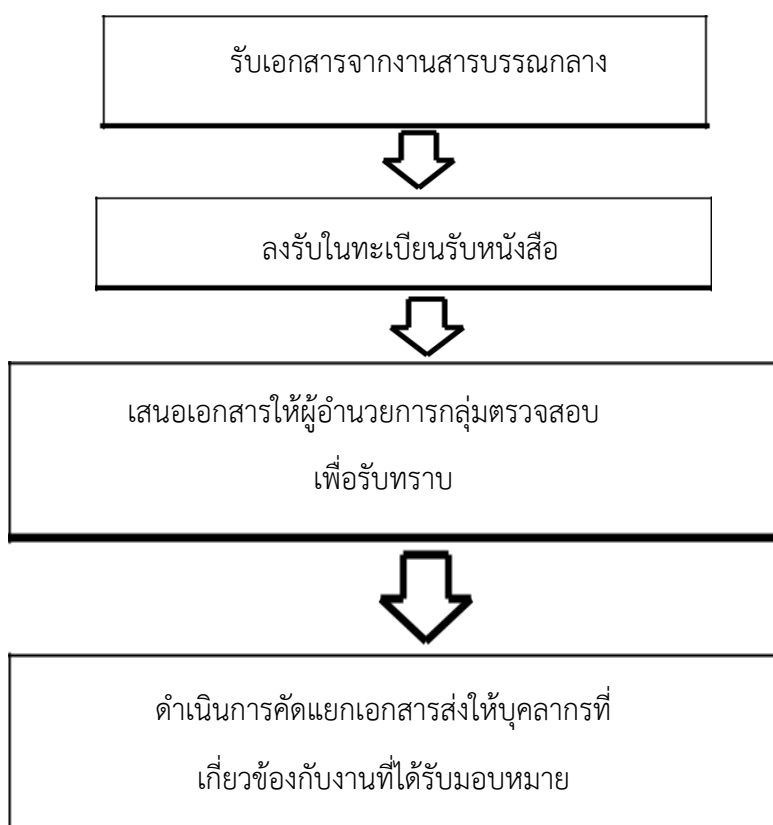 รับเอกสารจากงานสารบรรณกลาง
ลงรับในทะเบียนรับหนังสือ
เสนอเอกสารให้ผู้อำนวยการกลุ่มตรวจสอบ
เพื่อรับทราบ
ดำเนินการคัดแยกเอกสารส่งให้บุคลากรที่
เกี่ยวข้องกับงานที่ได้รับมอบหมาย